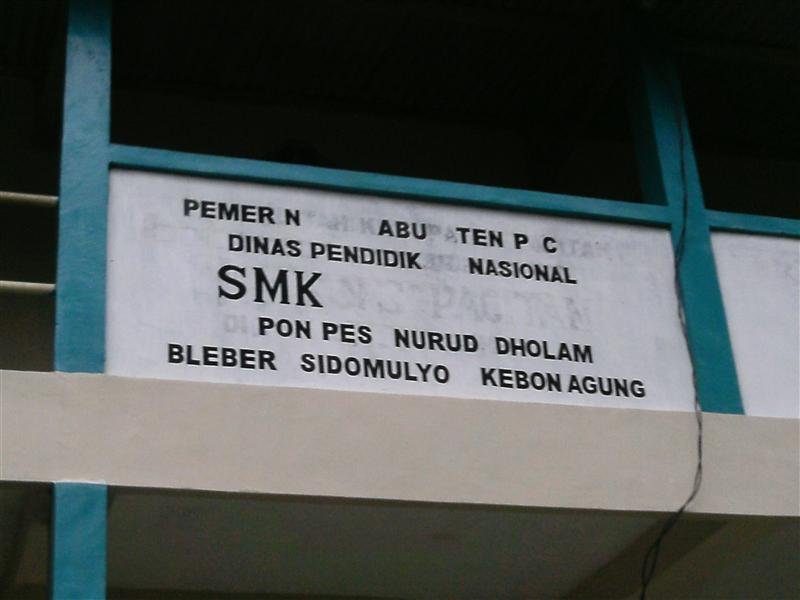 PEMER N ABU TEN P C
DINAS PENDIDIK NASIONAL
SMK
PON PES NURUD DHOLAM
BLEBER SIDOMULYO KEBON AGUNG